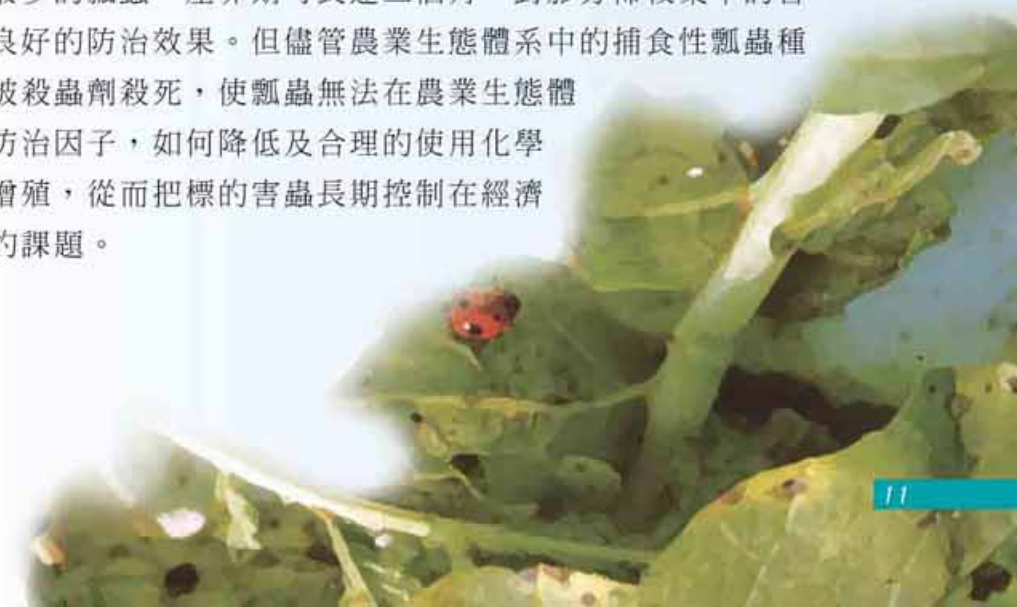 良好的防治效果。但儘管農業生態體系中的捕食性瓢蟲種
被殺蟲劑殺死，使瓢蟲無法在農業生態體
防治因子，如何降低及合理的使用化學
增殖，從而把標的害蟲長期控制在經濟
的課題。
11